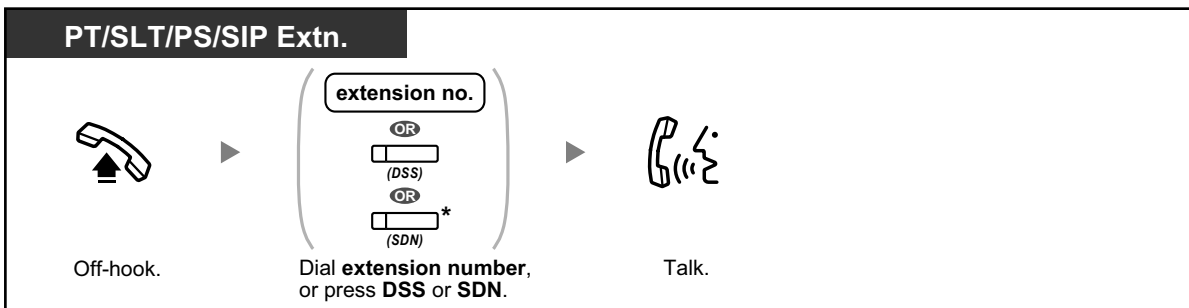 PT/SLT/PS/SIP Extn.
extension no.
OR
(DSS)
OR
*
(SDN)
Off-hook.
Dial extension number,
or press DSS or SDN.
Talk.